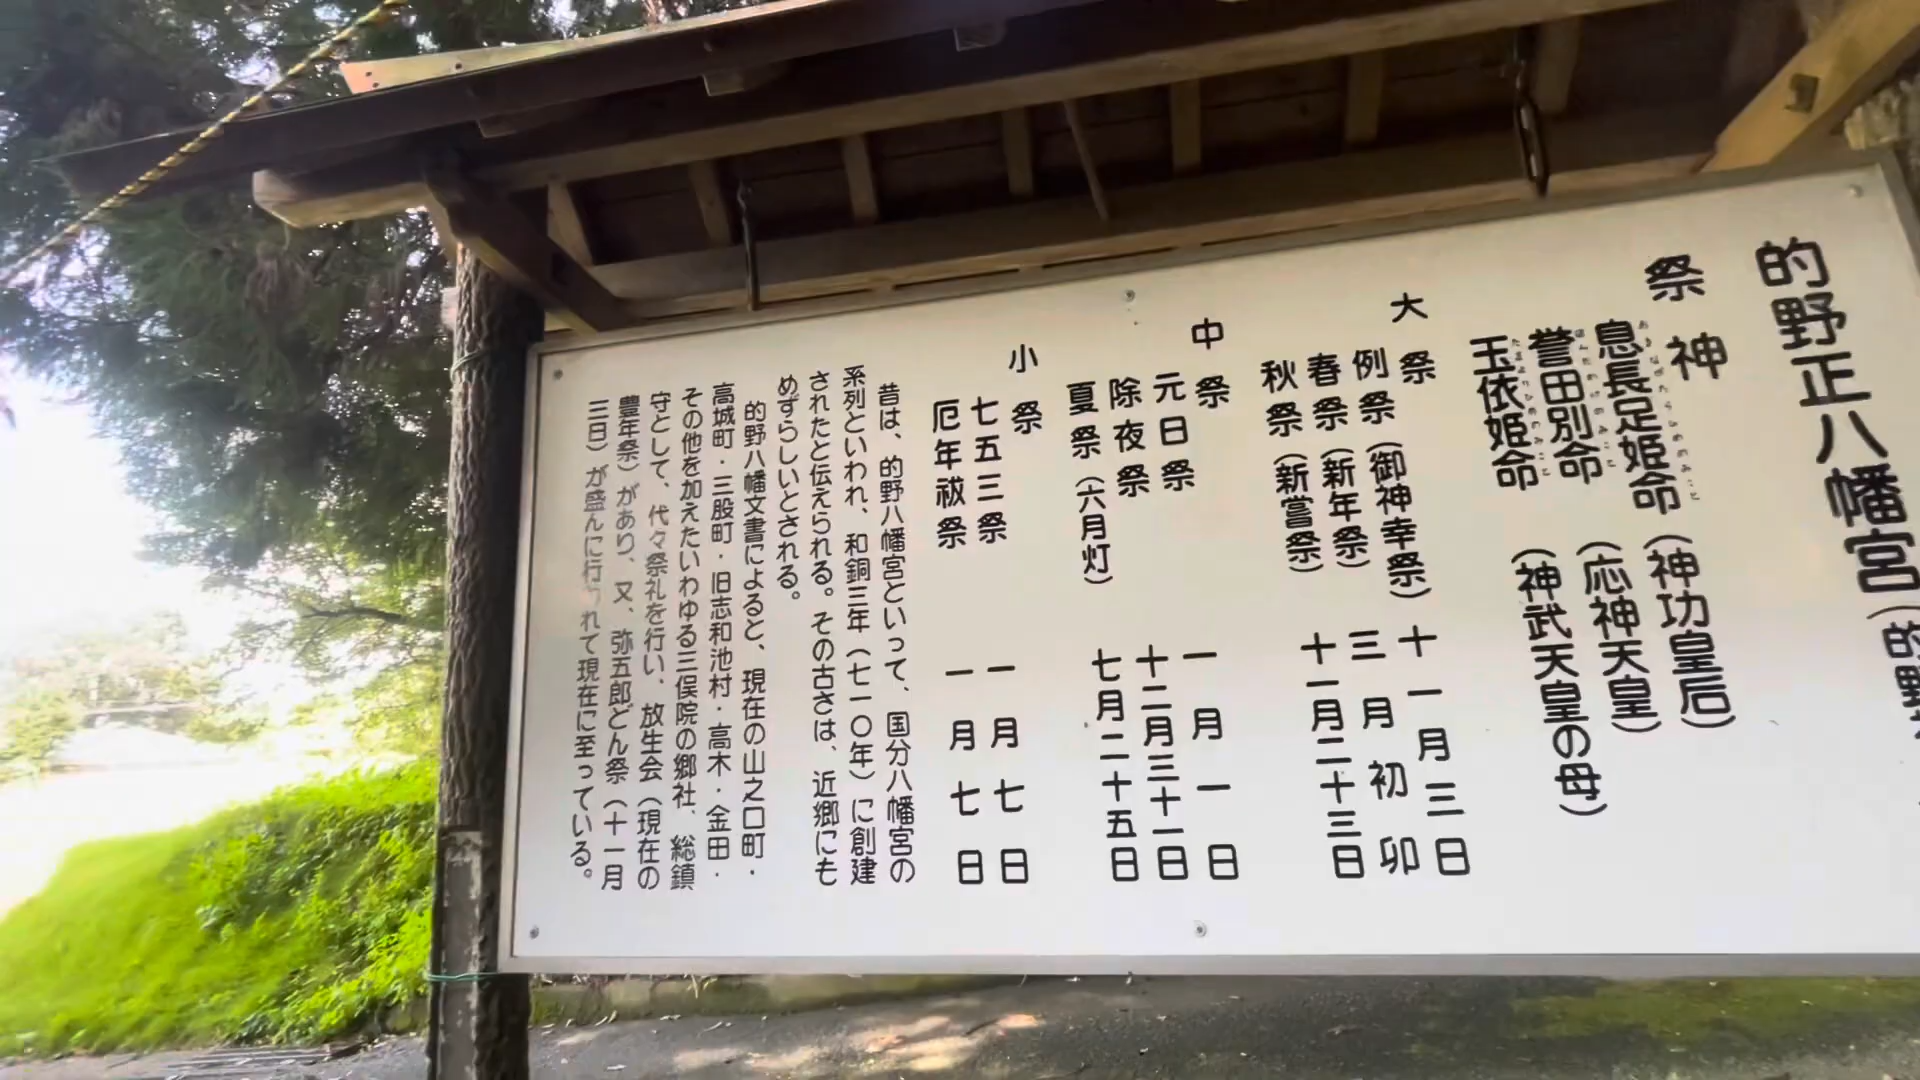 的野正八幡宮(的野
祭神
息長足姫命(神功皇后)
誉田別命(応神天皇)
玉依姫命(神武天皇の母)
大祭
例祭(御神幸祭)十一月三日
春祭(新年祭)三月初卯
秋祭(新嘗祭)十一月二十三日
中祭
元日祭 一月一日
除夜祭 十二月三十一日
夏祭(六月灯)七月二十五日
小祭
七五三祭 一月七日
厄年祓祭 一月七日
昔は、的野八幡宮といって、国分八幡宮の
系列といわれ、和銅三年(七一〇年)に創建
されたと伝えられる。その古さは、近郷にも
めずらしいとされる。
的野八幡文書によると、現在の山之口町・
高城町・三股町・旧志和池村・高木・金田・
その他を加えたいわゆる三俣院の郷社、総鎮
守として、代々祭礼を行い、放生会(現在の
豊年祭)があり、又、弥五郎どん祭(十一月
三日)が盛んに行われて現在に至っている。